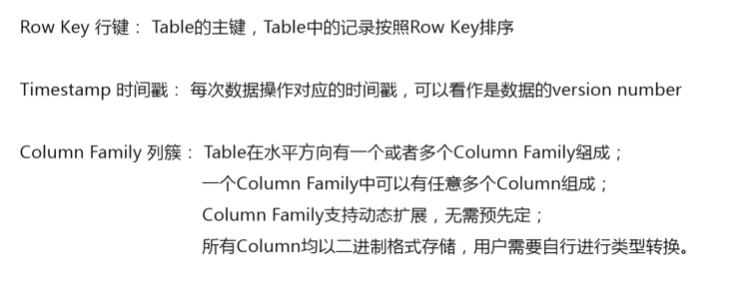 Row Key 行键： Table的主键，Table中的记录按照Row Key排序
Timestamp 时间戳： 每次数据操作对应的时间戳，可以看作是数据的version number
Column Family 列簇： Table在水平方向有一个或者多个Column Family组成；
一个Column Family中可以有任意多个Column组成；
Column Family支持动态扩展，无需预先定；
所有Column均以二进制格式存储，用户需要自行进行类型转换。